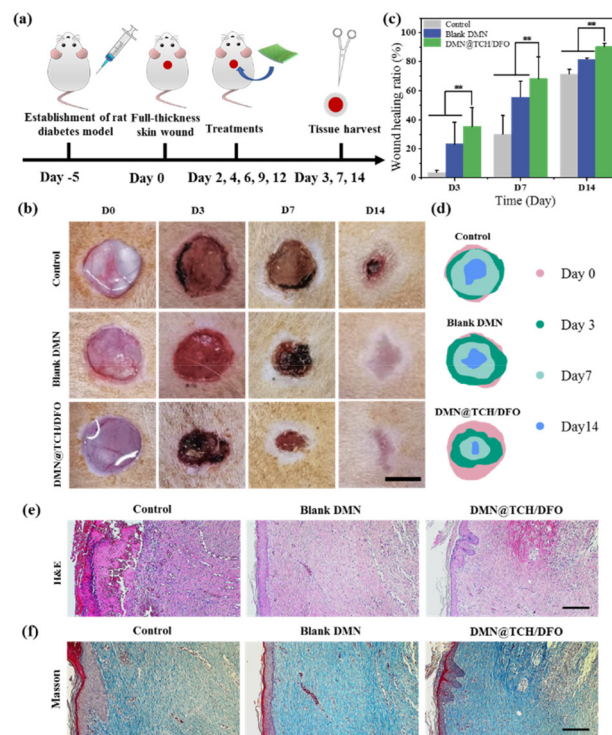 (a)
Establishment of rat
diabetes model
Full-thickness
skin wound
Treatments
Tissue harvest
Day -5
Day 0
Day 2, 4, 6, 9, 12
Day 3, 7, 14
(c)
Control
Blank DMN
DMN@TCH/DFO
Wound healing ratio (%)
100
80
60
40
20
0
**
**
**
D3
D7
D14
Time (Day)
(b)
D0
D3
D7
D14
Control
Blank DMN
DMN@TCH/DFO
(d)
Control
Blank DMN
DMN@TCH/DFO
Day 0
Day 3
Day7
Day14
(e)
Control
Blank DMN
DMN@TCH/DFO
H&E
(f)
Control
Blank DMN
DMN@TCH/DFO
Masson